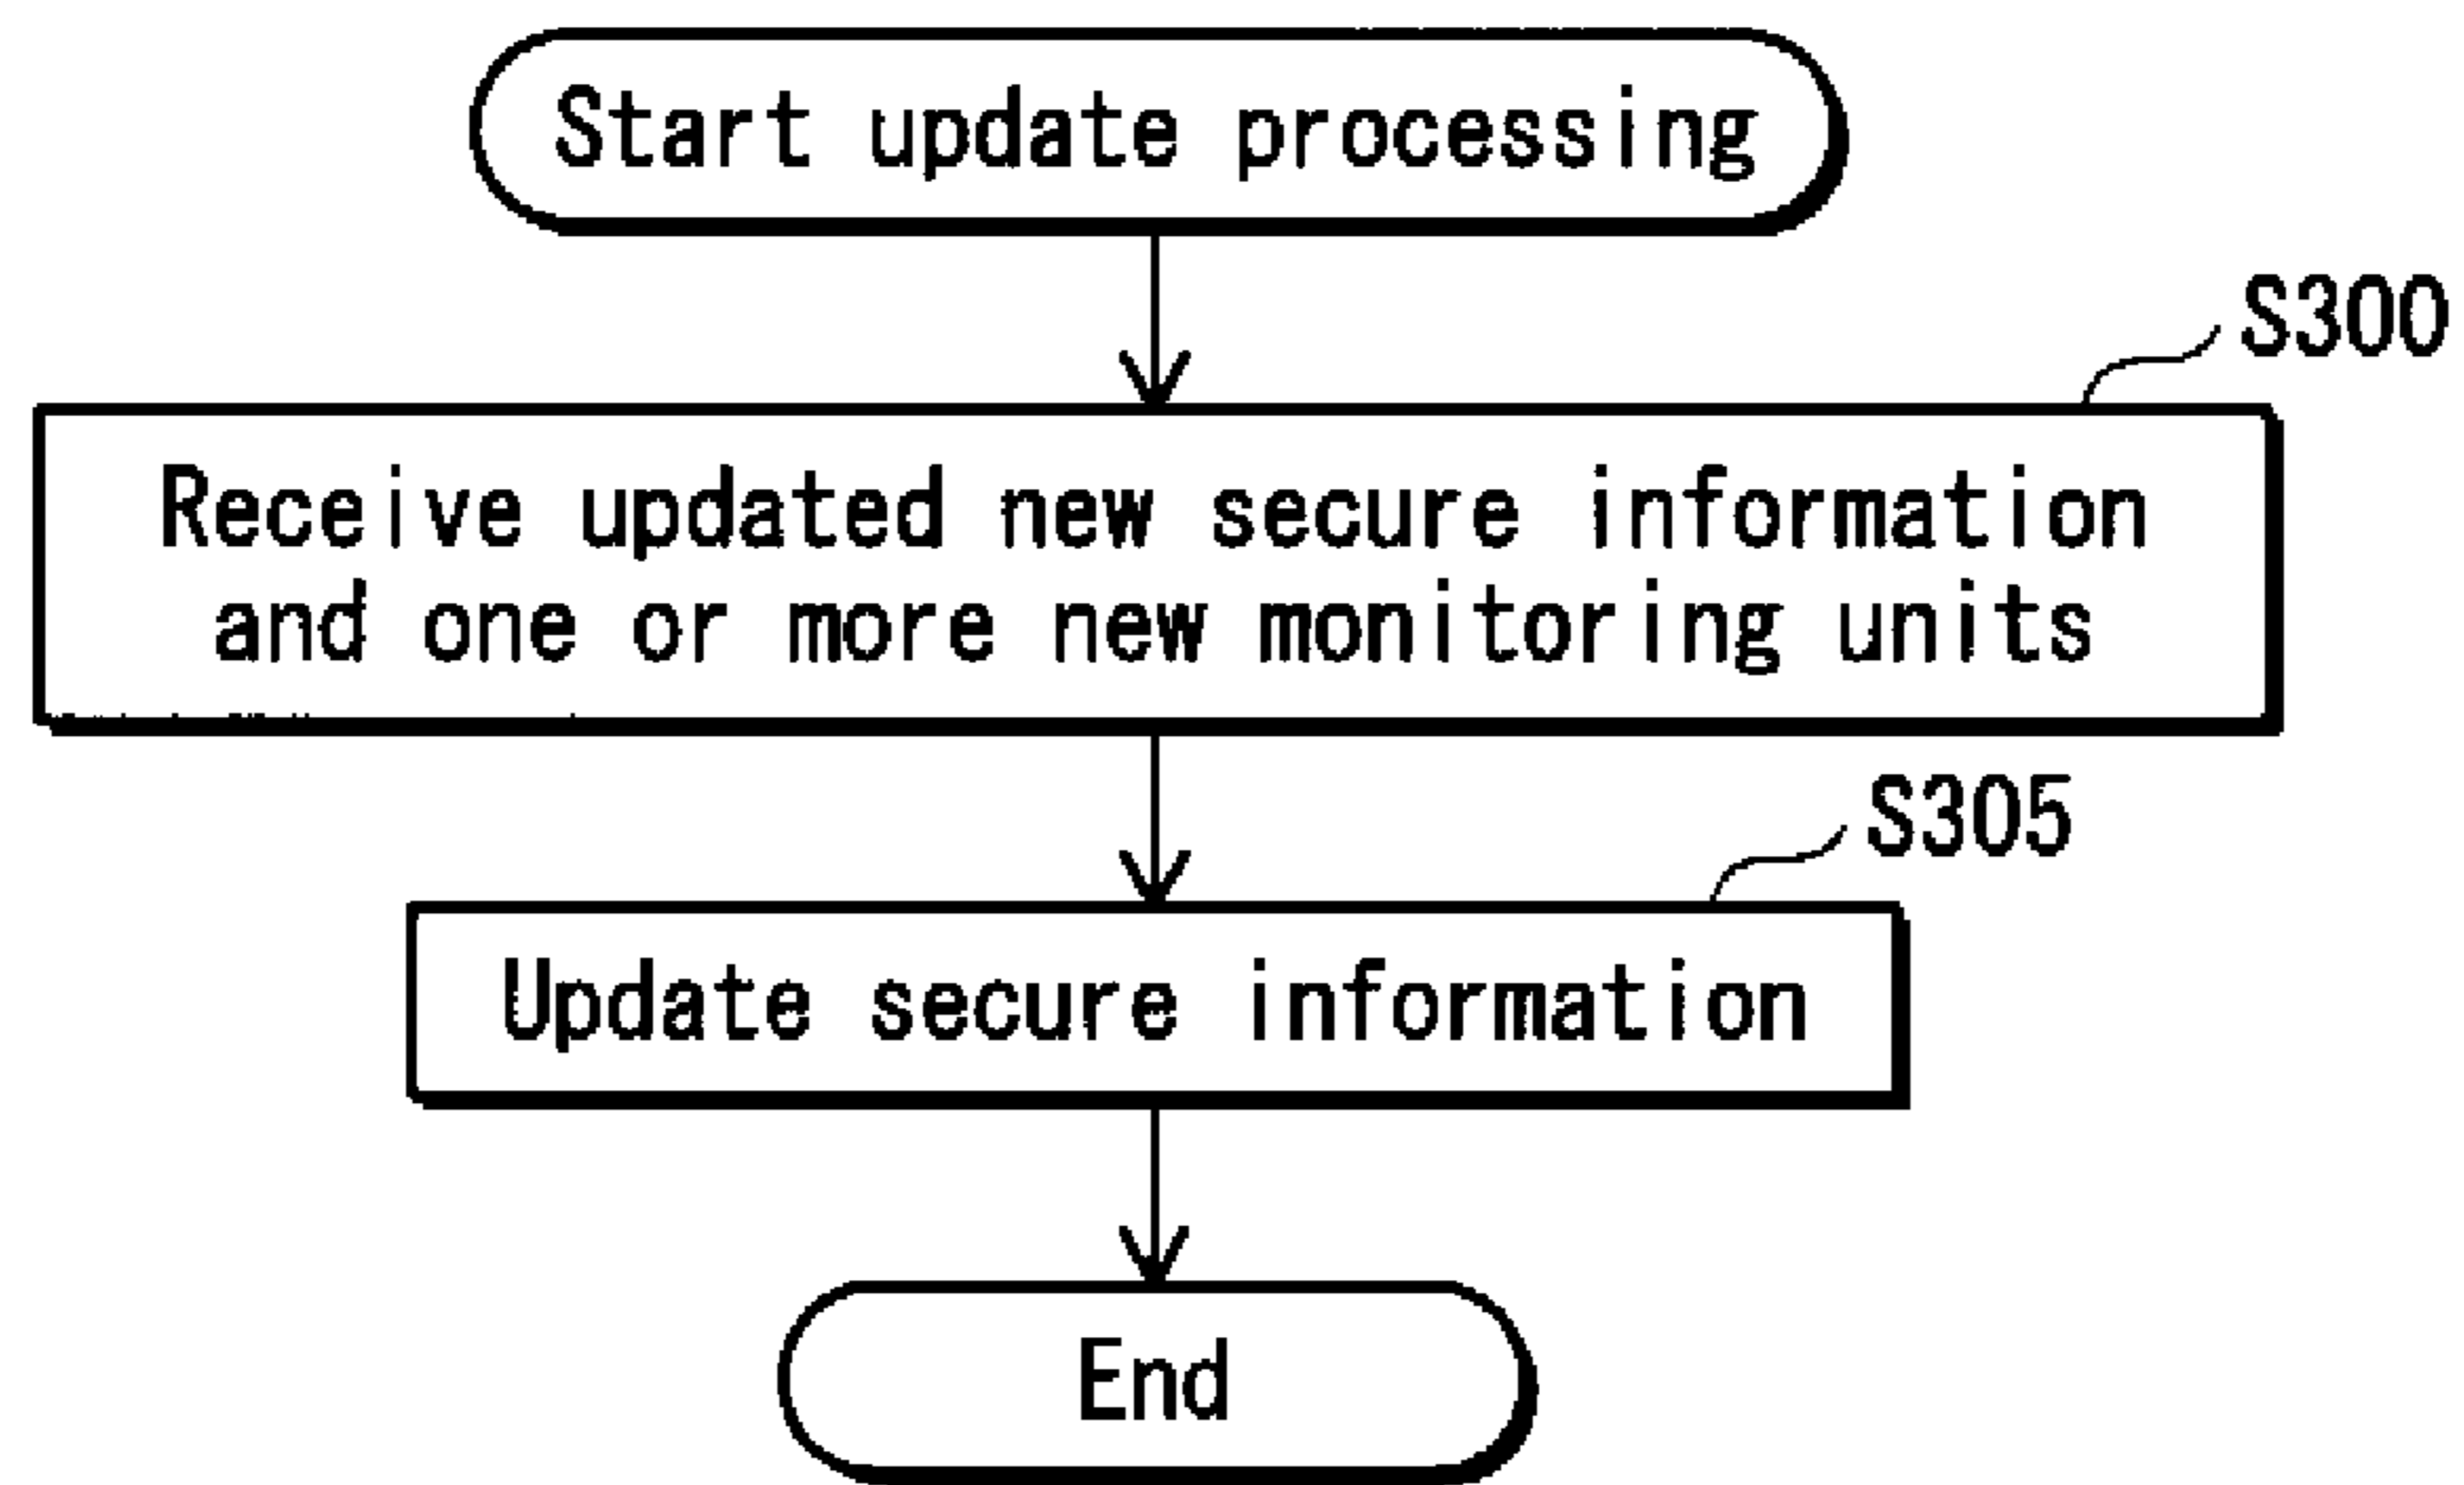 Start update processing
S300
Receive updated new secure information
and one or more new monitoring units
S305
Update secure information
End